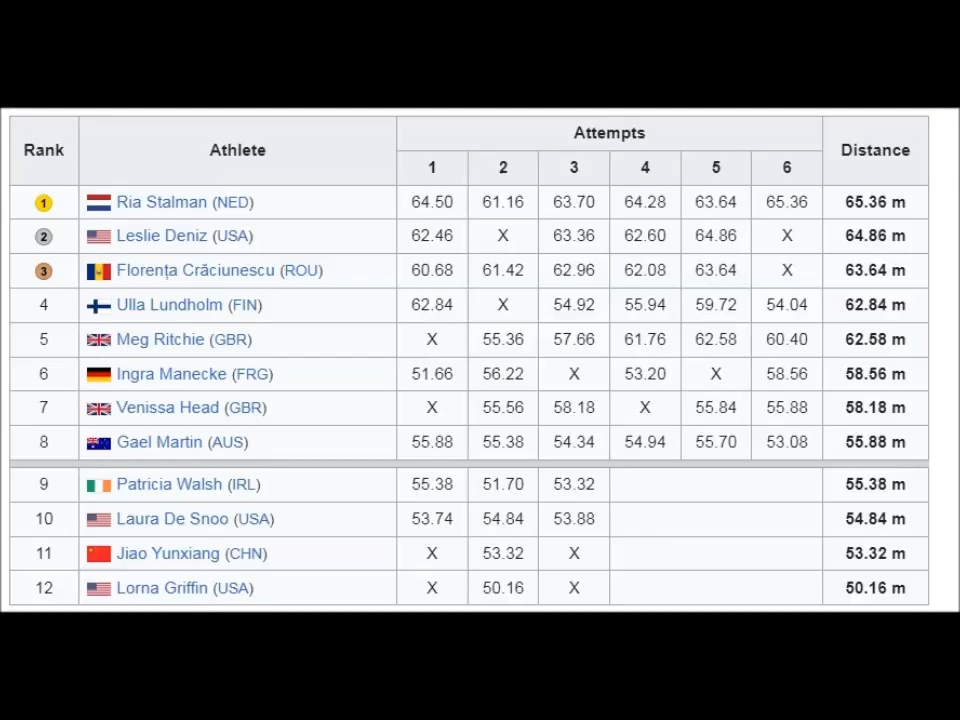 Rank Athlete Attempts Distance
1 2 3 4 5 6
1 Ria Stalman (NED) 64.50 61.16 63.70 64.28 63.64 65.36 65.36 m
2 Leslie Deniz (USA) 62.46 X 63.36 62.60 64.86 X 64.86 m
3 Florența Crăciunescu (ROU) 60.68 61.42 62.96 62.08 63.64 X 63.64 m
4 Ulla Lundholm (FIN) 62.84 X 54.92 55.94 59.72 54.04 62.84 m
5 Meg Ritchie (GBR) X 55.36 57.66 61.76 62.58 60.40 62.58 m
6 Ingra Manecke (FRG) 51.66 56.22 X 53.20 X 58.56 58.56 m
7 Venissa Head (GBR) X 55.56 58.18 X 55.84 55.88 58.18 m
8 Gael Martin (AUS) 55.88 55.38 54.34 54.94 55.70 53.08 55.88 m
9 Patricia Walsh (IRL) 55.38 51.70 53.32 55.38 m
10 Laura De Snoo (USA) 53.74 54.84 53.88 54.84 m
11 Jiao Yunxiang (CHN) X 53.32 X 53.32 m
12 Lorna Griffin (USA) X 50.16 X 50.16 m